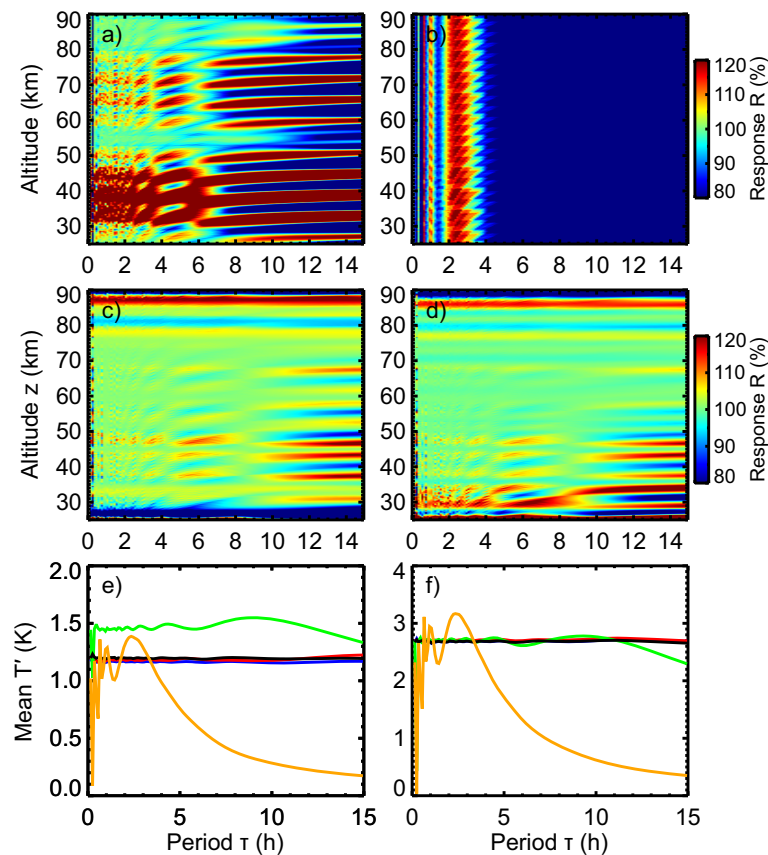 a)
b)
90
80
70
60
50
40
30
Altitude (km)
0 2 4 6 8 10 12 14
90
80
70
60
50
40
30
0 2 4 6 8 10 12 14
120
110
100
90
80
Response R (%)
c)
d)
90
80
70
60
50
40
30
Altitude z (km)
0 2 4 6 8 10 12 14
90
80
70
60
50
40
30
0 2 4 6 8 10 12 14
120
110
100
90
80
Response R (%)
e)
f)
2.0
1.5
1.0
0.5
0.0
Mean T′ (K)
0 5 10 15
Period τ (h)
4
3
2
1
0
0 5 10 15
Period τ (h)